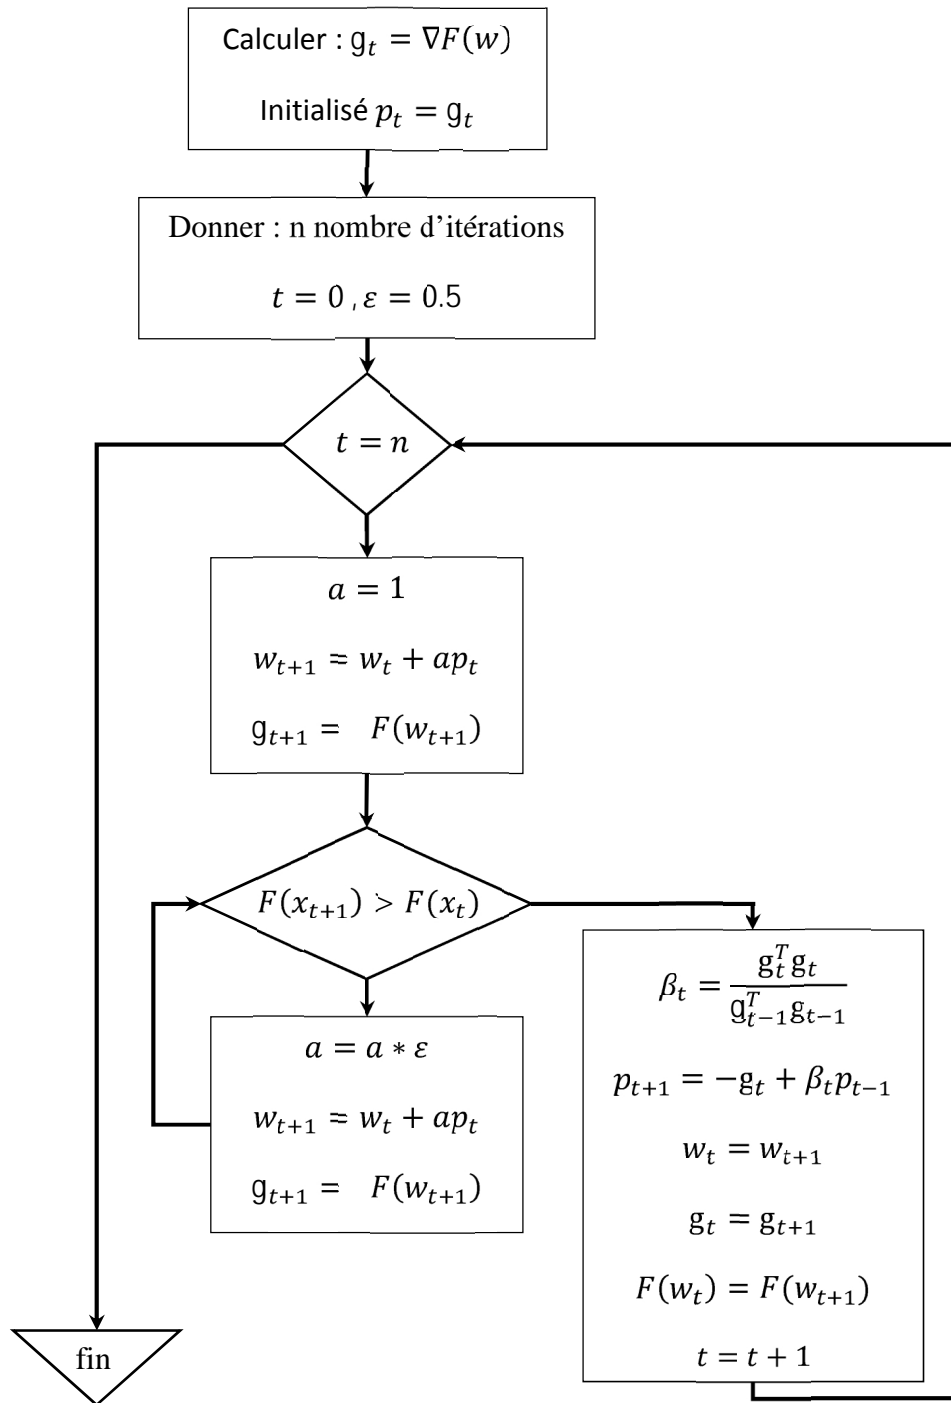 Calculer : g_t = ∇F(w)
Initialisé p_t = g_t
Donner : n nombre d’itérations
t = 0 , ε = 0.5
t = n
a = 1
w_{t+1} = w_t + ap_t
g_{t+1} = F(w_{t+1})
F(x_{t+1}) > F(x_t)
a = a * ε
w_{t+1} = w_t + ap_t
g_{t+1} = F(w_{t+1})
β_t = \frac{g_t^T g_t}{g_{t-1}^T g_{t-1}}
p_{t+1} = -g_t + β_t p_{t-1}
w_t = w_{t+1}
g_t = g_{t+1}
F(w_t) = F(w_{t+1})
t = t + 1
fin